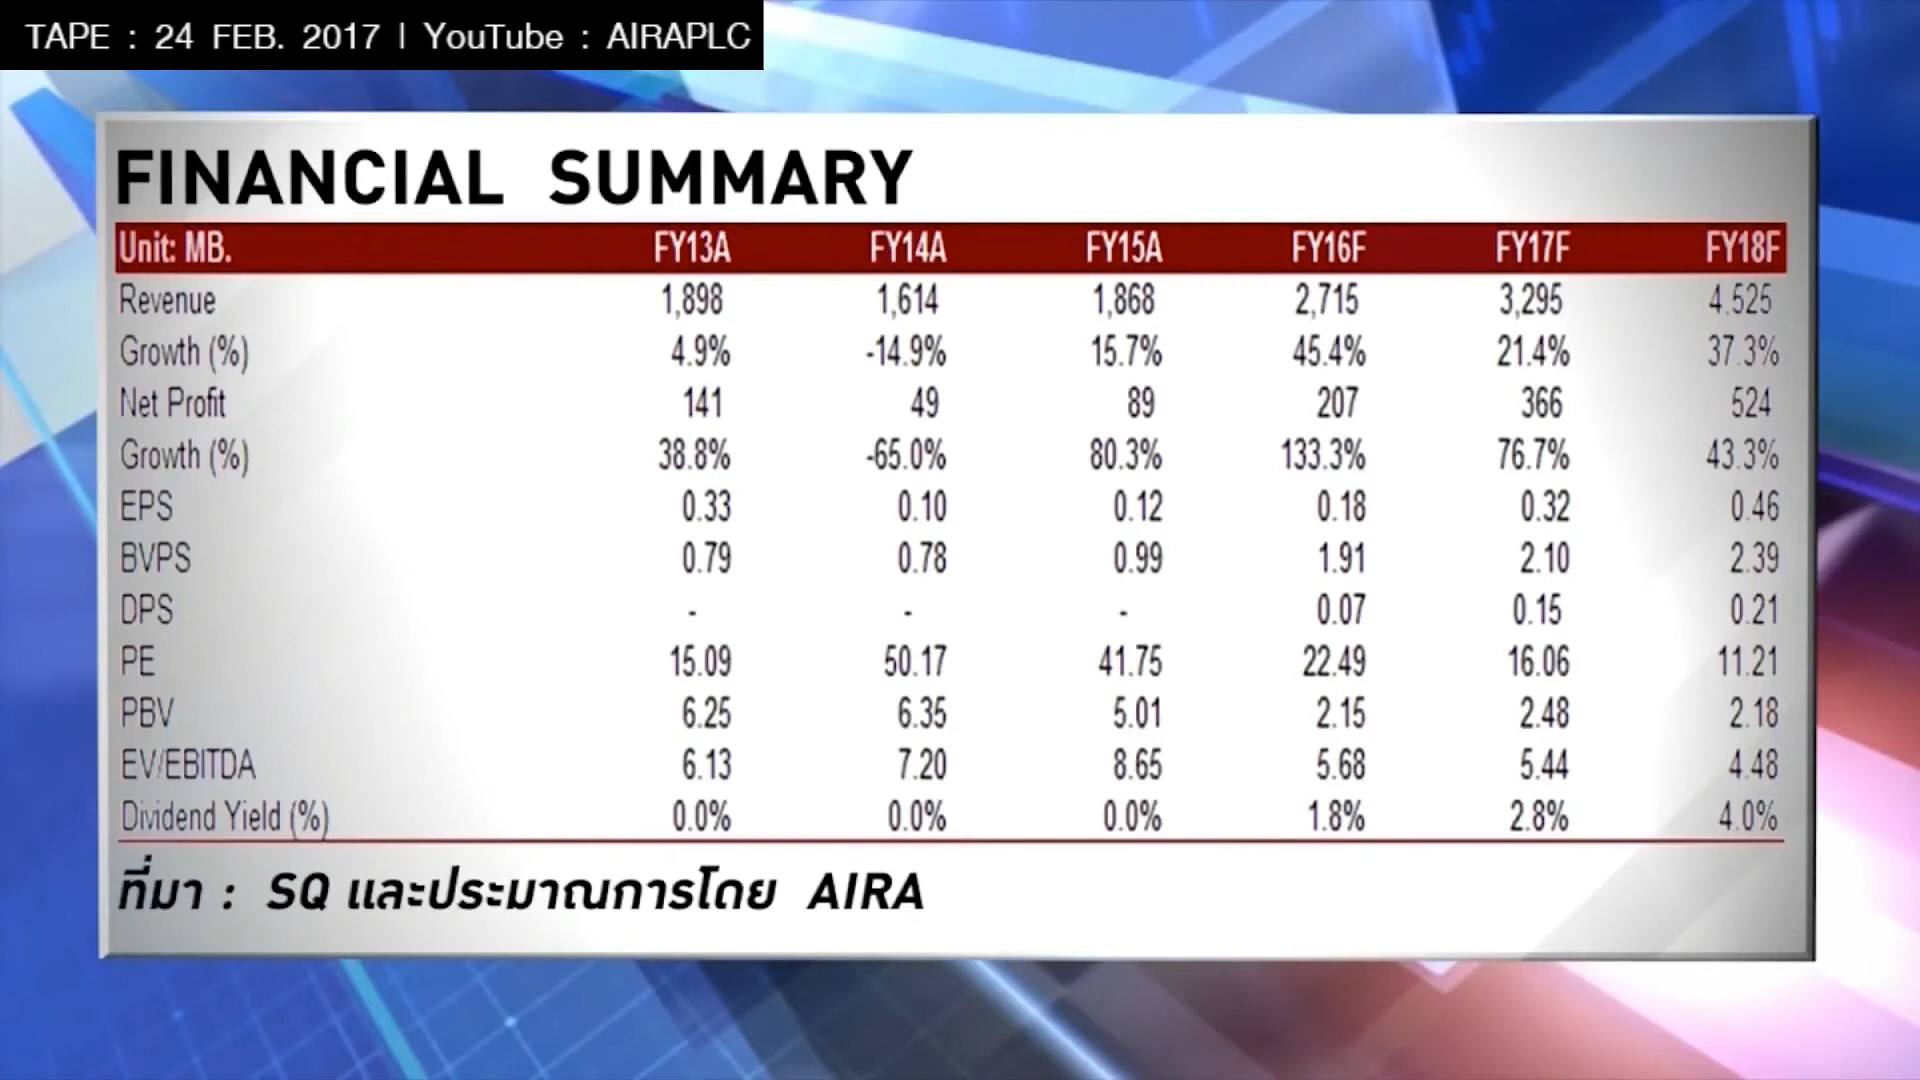 TAPE : 24 FEB. 2017 | YouTube : AIRAPLC
FINANCIAL SUMMARY
Unit: MB. FY13A FY14A FY15A FY16F FY17F FY18F
Revenue 1,898 1,614 1,868 2,715 3,295 4,525
Growth (%) 4.9% -14.9% 15.7% 45.4% 21.4% 37.3%
Net Profit 141 49 89 207 366 524
Growth (%) 38.8% -65.0% 80.3% 133.3% 76.7% 43.3%
EPS 0.33 0.10 0.12 0.18 0.32 0.46
BVPS 0.79 0.78 0.99 1.91 2.10 2.39
DPS - - - 0.07 0.15 0.21
PE 15.09 50.17 41.75 22.49 16.06 11.21
PBV 6.25 6.35 5.01 2.15 2.48 2.18
EV/EBITDA 6.13 7.20 8.65 5.68 5.44 4.48
Dividend Yield (%) 0.0% 0.0% 0.0% 1.8% 2.8% 4.0%
ที่มา : SQ และประมาณการโดย AIRA